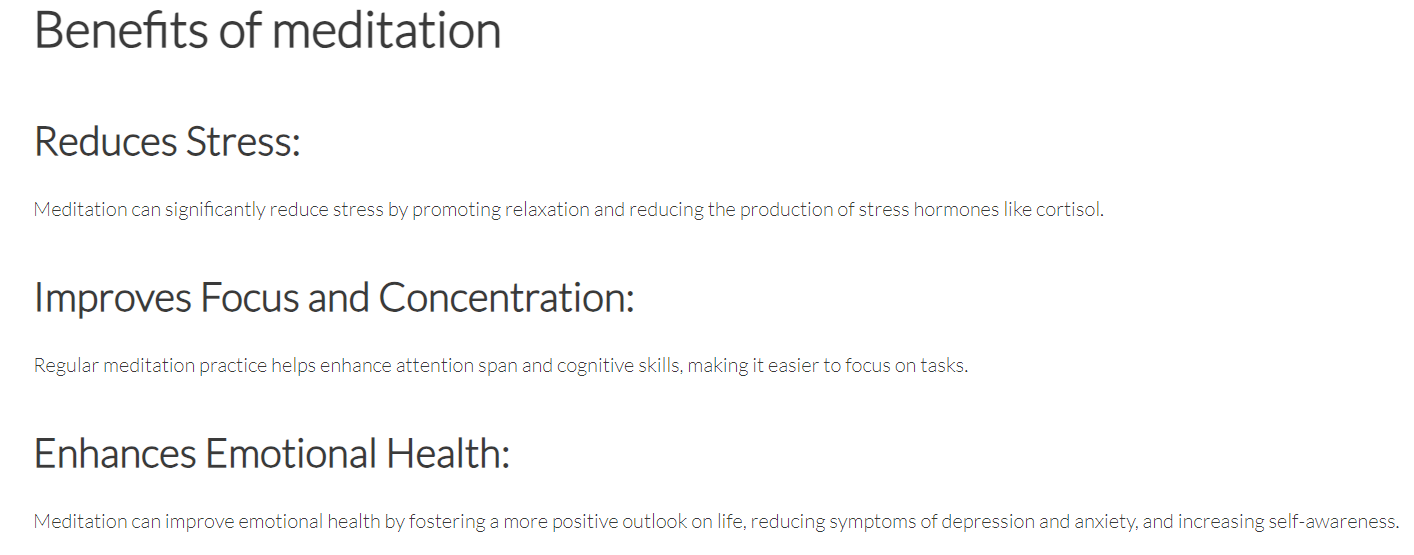 Benefits of meditation
Reduces Stress:
Meditation can significantly reduce stress by promoting relaxation and reducing the production of stress hormones like cortisol.
Improves Focus and Concentration:
Regular meditation practice helps enhance attention span and cognitive skills, making it easier to focus on tasks.
Enhances Emotional Health:
Meditation can improve emotional health by fostering a more positive outlook on life, reducing symptoms of depression and anxiety, and increasing self-awareness.